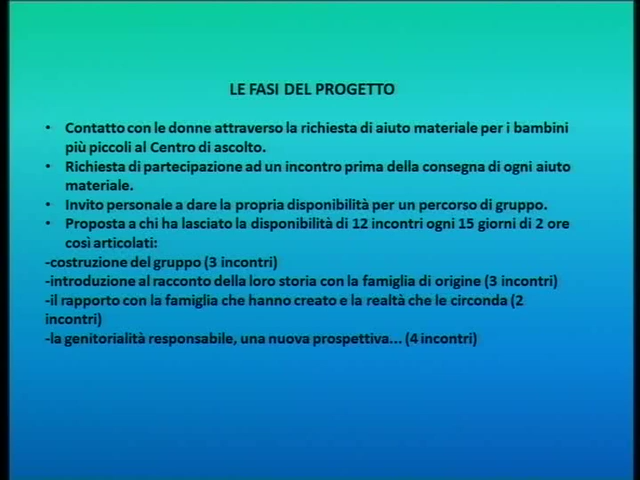 LE FASI DEL PROGETTO
• Contatto con le donne attraverso la richiesta di aiuto materiale per i bambini
più piccoli al Centro di ascolto.
• Richiesta di partecipazione ad un incontro prima della consegna di ogni aiuto
materiale.
• Invito personale a dare la propria disponibilità per un percorso di gruppo.
• Proposta a chi ha lasciato la disponibilità di 12 incontri ogni 15 giorni di 2 ore
così articolati:
-costruzione del gruppo (3 incontri)
-introduzione al racconto della loro storia con la famiglia di origine (3 incontri)
-il rapporto con la famiglia che hanno creato e la realtà che le circonda (2
incontri)
-la genitorialità responsabile, una nuova prospettiva... (4 incontri)